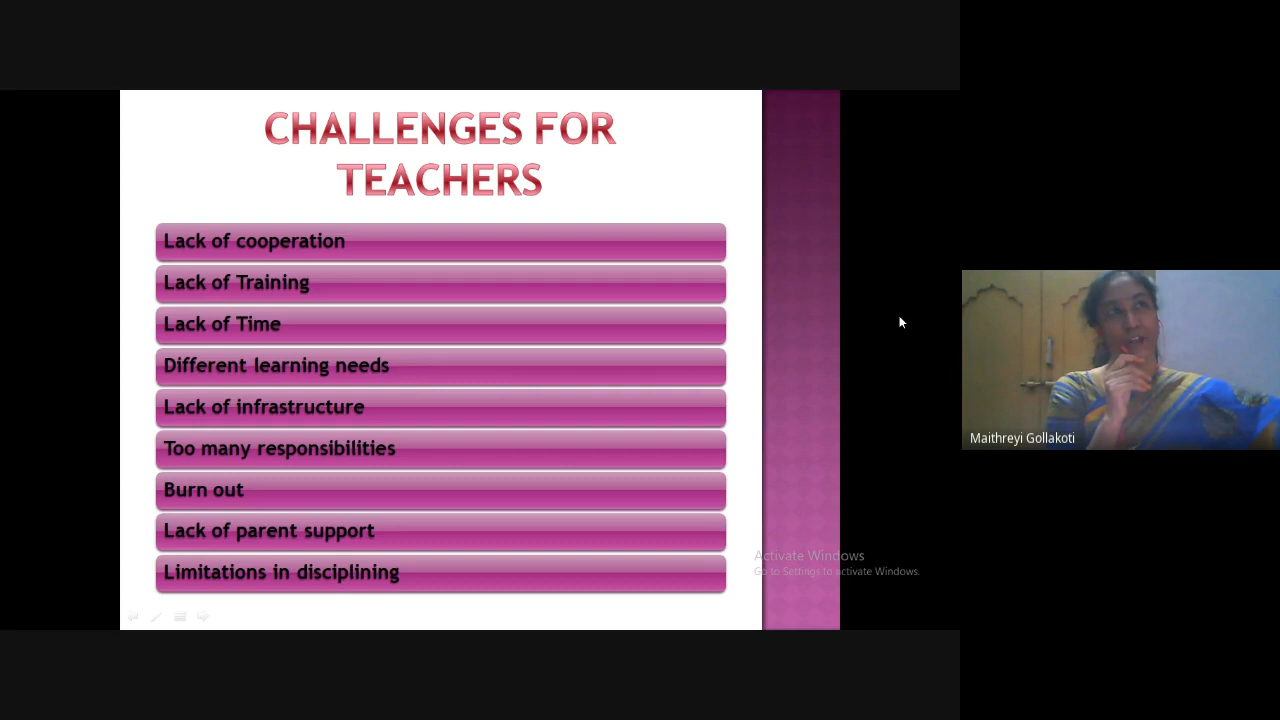 CHALLENGES FOR
TEACHERS
Lack of cooperation
Lack of Training
Lack of Time
Different learning needs
Lack of infrastructure
Too many responsibilities
Burn out
Lack of parent support
Limitations in disciplining
Activate Windows
Go to Settings to activate Windows.
Maithreyi Gollakoti